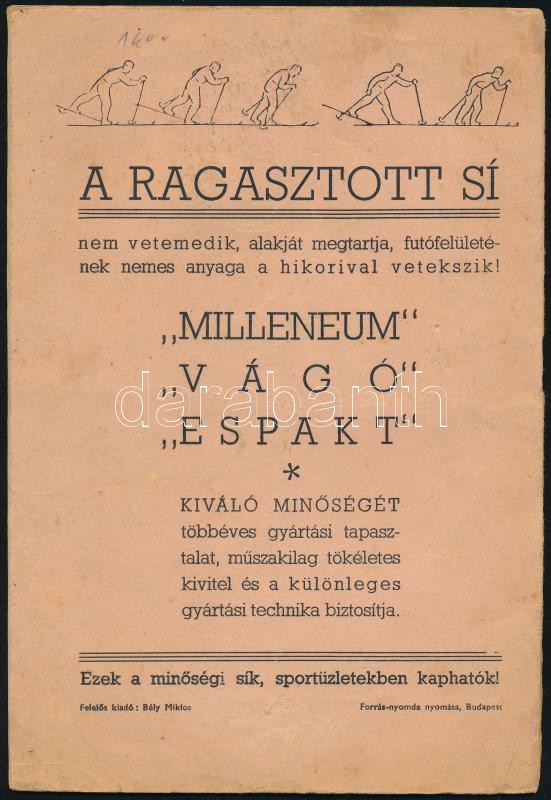 A RAGASZTOTT SÍ
nem vetemedik, alakját megtartja, futófelületé-
nek nemes anyaga a hikorival vetekszik!
„MILLENEUM“
„VÁGÓ“
darabanth
„ESPAKT“
*
KIVÁLÓ MINŐSÉGÉT
többéves gyártási tapasz-
talat, műszakilag tökéletes
kivitel és a különleges
gyártási technika biztosítja.
Ezek a minőségi sík, sportüzletekben kaphatók!
Felelős kiadó: Bély Miklos
Forrás-nyomda nyomása, Budapest